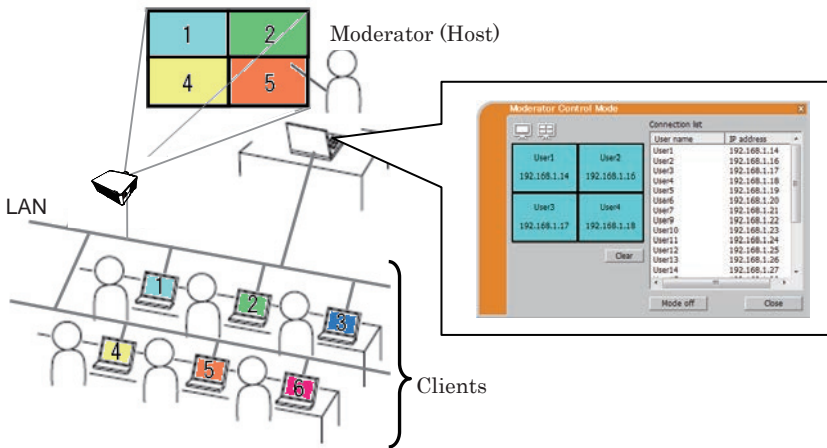 1 2
4 5
Moderator (Host)
LAN
1
2
3
4
5
6
Clients
Moderator Control Mode x
Connection list
User name IP address
User1 192.168.1.14
User2 192.168.1.16
User3 192.168.1.17
User4 192.168.1.18
User5 192.168.1.19
User6 192.168.1.20
User7 192.168.1.21
User9 192.168.1.22
User10 192.168.1.23
User11 192.168.1.24
User12 192.168.1.25
User13 192.168.1.26
User14 192.168.1.27
User1 User2
192.168.1.14 192.168.1.16
User3 User4
192.168.1.17 192.168.1.18
Clear
Mode off Close